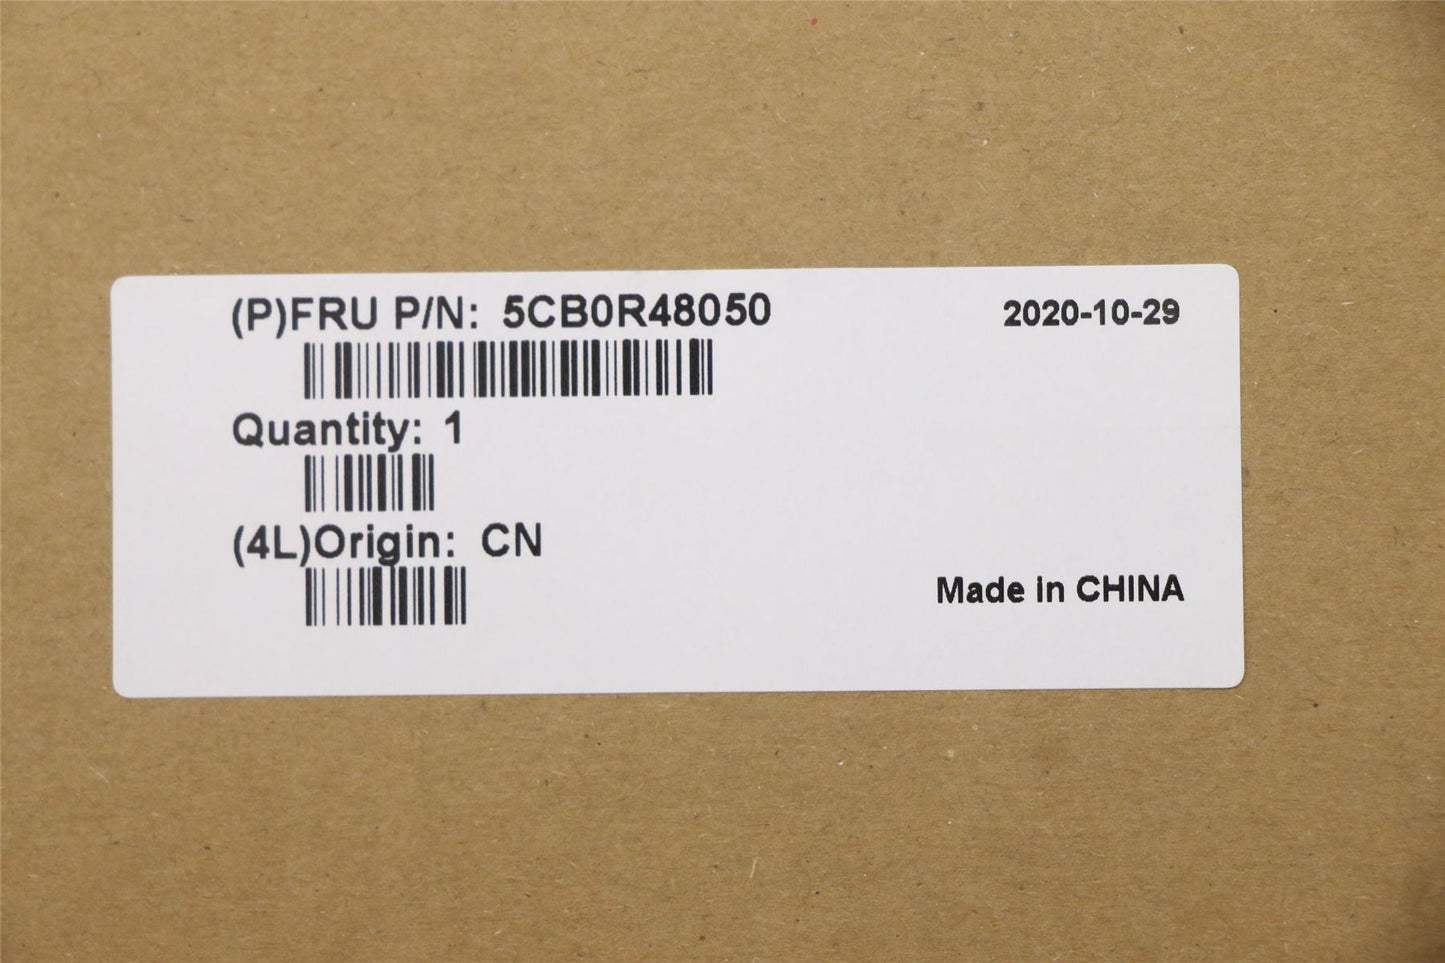 (P)FRU P/N: 5CB0R48050
2020-10-29
Quantity: 1
(4L)Origin: CN
Made in CHINA